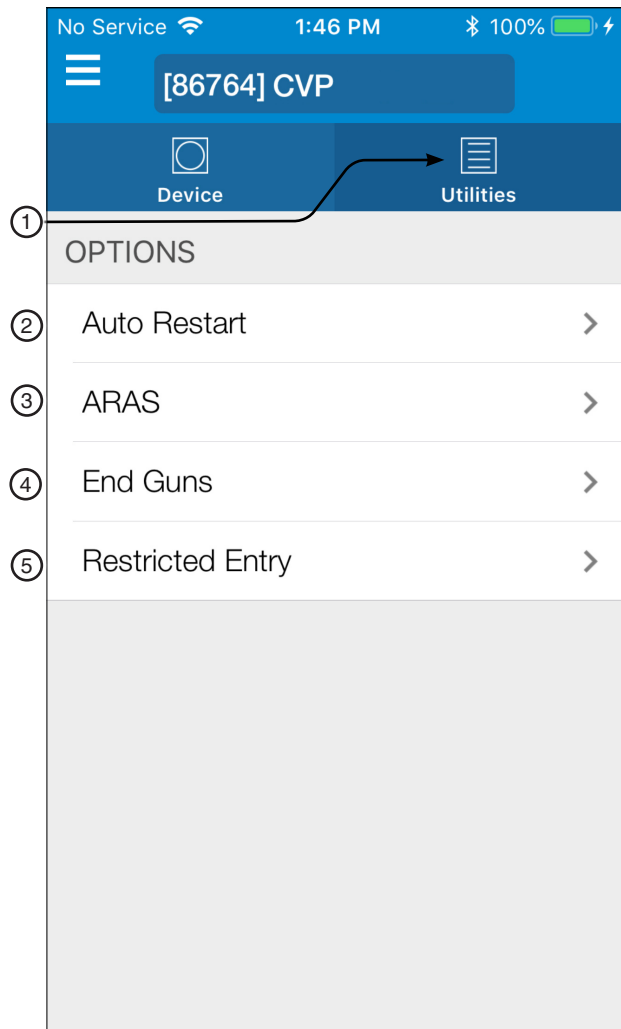 No Service 1:46 PM 100%
[86764] CVP
Device Utilities
1
OPTIONS
2 Auto Restart
3 ARAS
4 End Guns
5 Restricted Entry